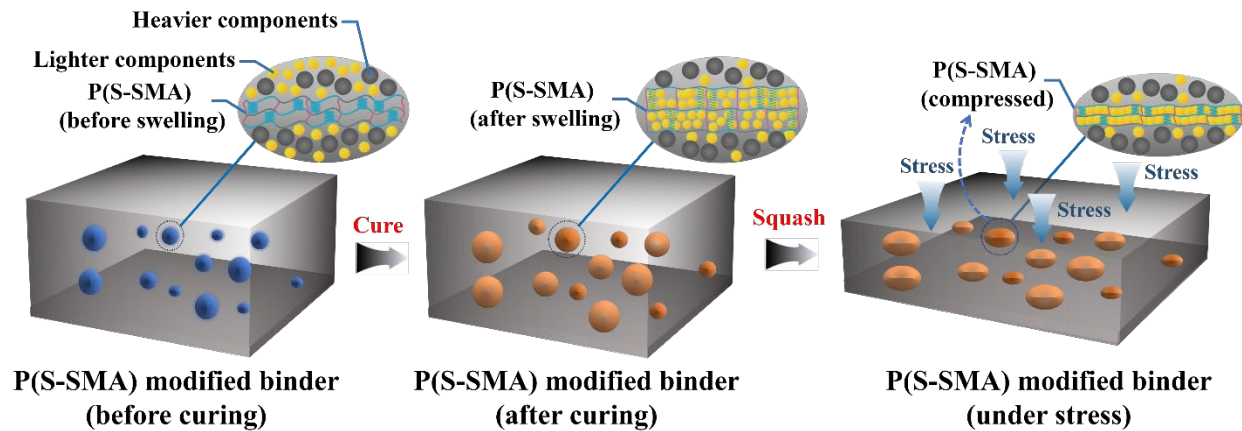 Heavier components
Lighter components
P(S-SMA)
(before swelling)
P(S-SMA)
(after swelling)
P(S-SMA)
(compressed)
Stress
Stress
Stress
Stress
Cure
Squash
P(S-SMA) modified binder
(before curing)
P(S-SMA) modified binder
(after curing)
P(S-SMA) modified binder
(under stress)